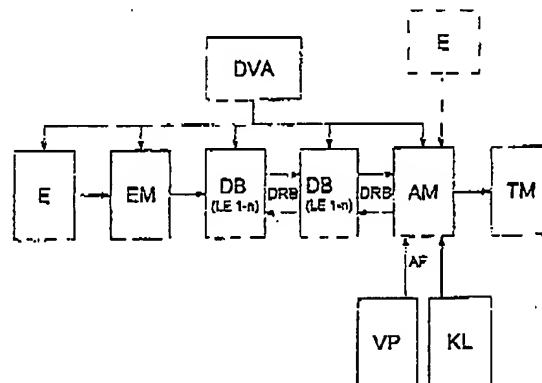 E
DVA
E
EM
DB
(LE 1-n)
DRB
DB
(LE 1-n)
DRB
AM
TM
AF
VP
KL